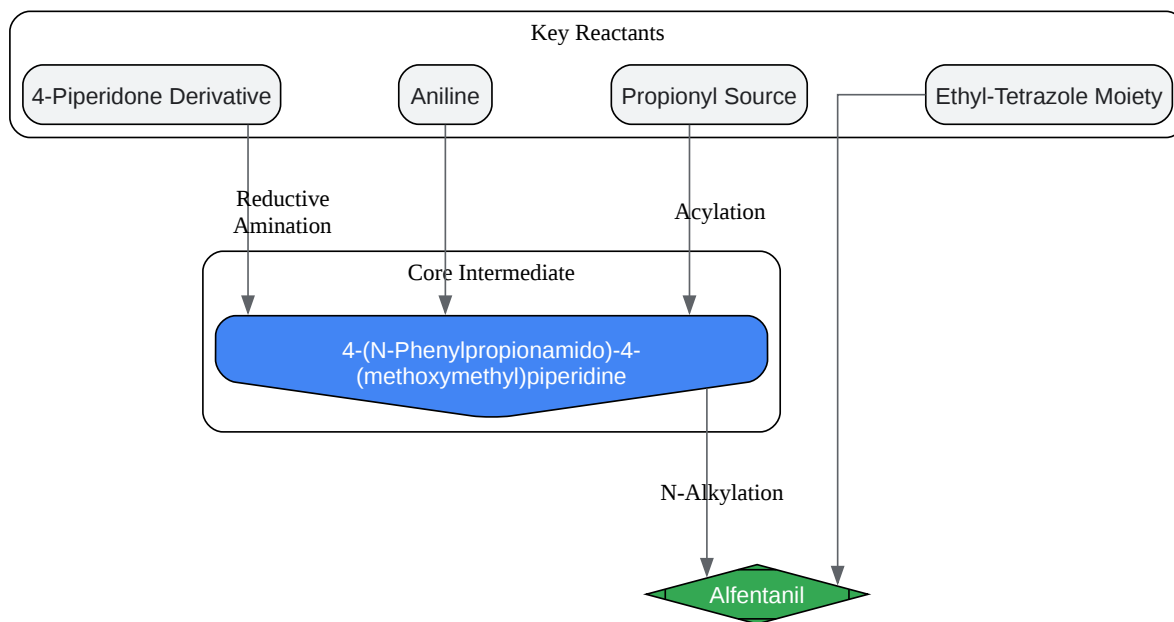 Key Reactants
4-Piperidone Derivative
Aniline
Propionyl Source
Ethyl-Tetrazole Moiety
Reductive
Amination
Acylation
Core Intermediate
4-(N-Phenylpropionamido)-4-
(methoxymethyl)piperidine
N-Alkylation
Alfentanil